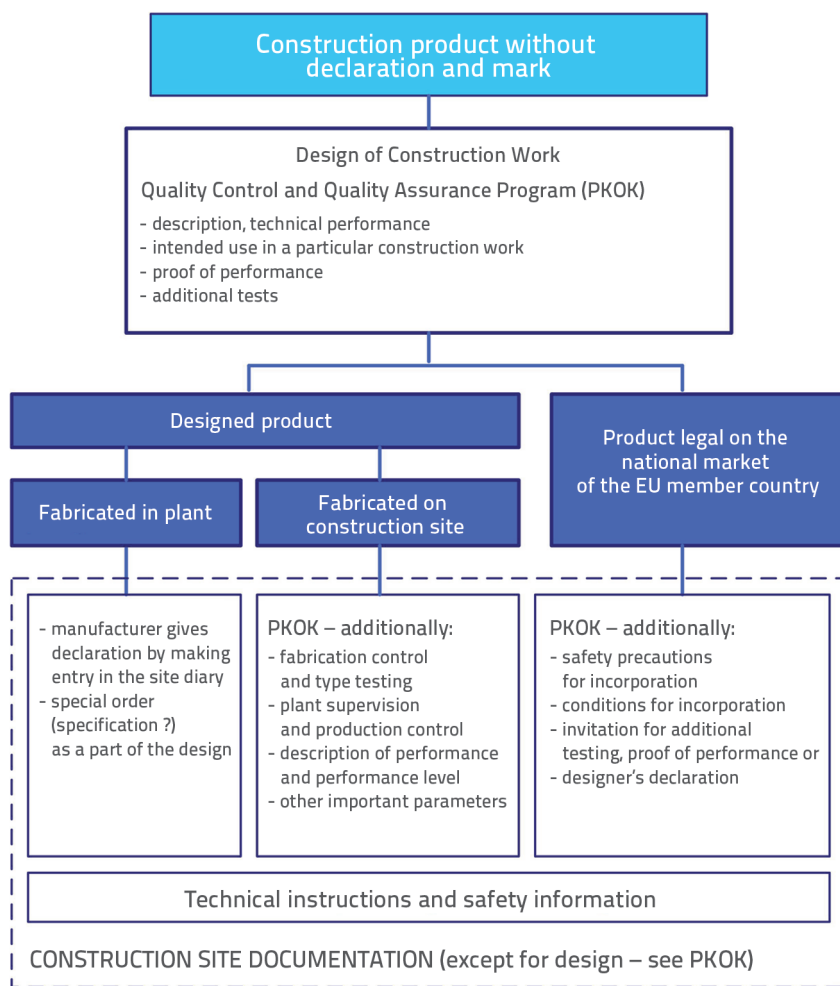 Construction product without
declaration and mark
Design of Construction Work
Quality Control and Quality Assurance Program (PKOK)
- description, technical performance
- intended use in a particular construction work
- proof of performance
- additional tests
Designed product
Product legal on the
national market
of the EU member country
Fabricated in plant
Fabricated on
construction site
- manufacturer gives
declaration by making
entry in the site diary
- special order
(specification ?)
as a part of the design
PKOK – additionally:
- fabrication control
and type testing
- plant supervision
and production control
- description of performance
and performance level
- other important parameters
PKOK – additionally:
- safety precautions
for incorporation
- conditions for incorporation
- invitation for additional
testing, proof of performance or
- designer's declaration
Technical instructions and safety information
CONSTRUCTION SITE DOCUMENTATION (except for design – see PKOK)